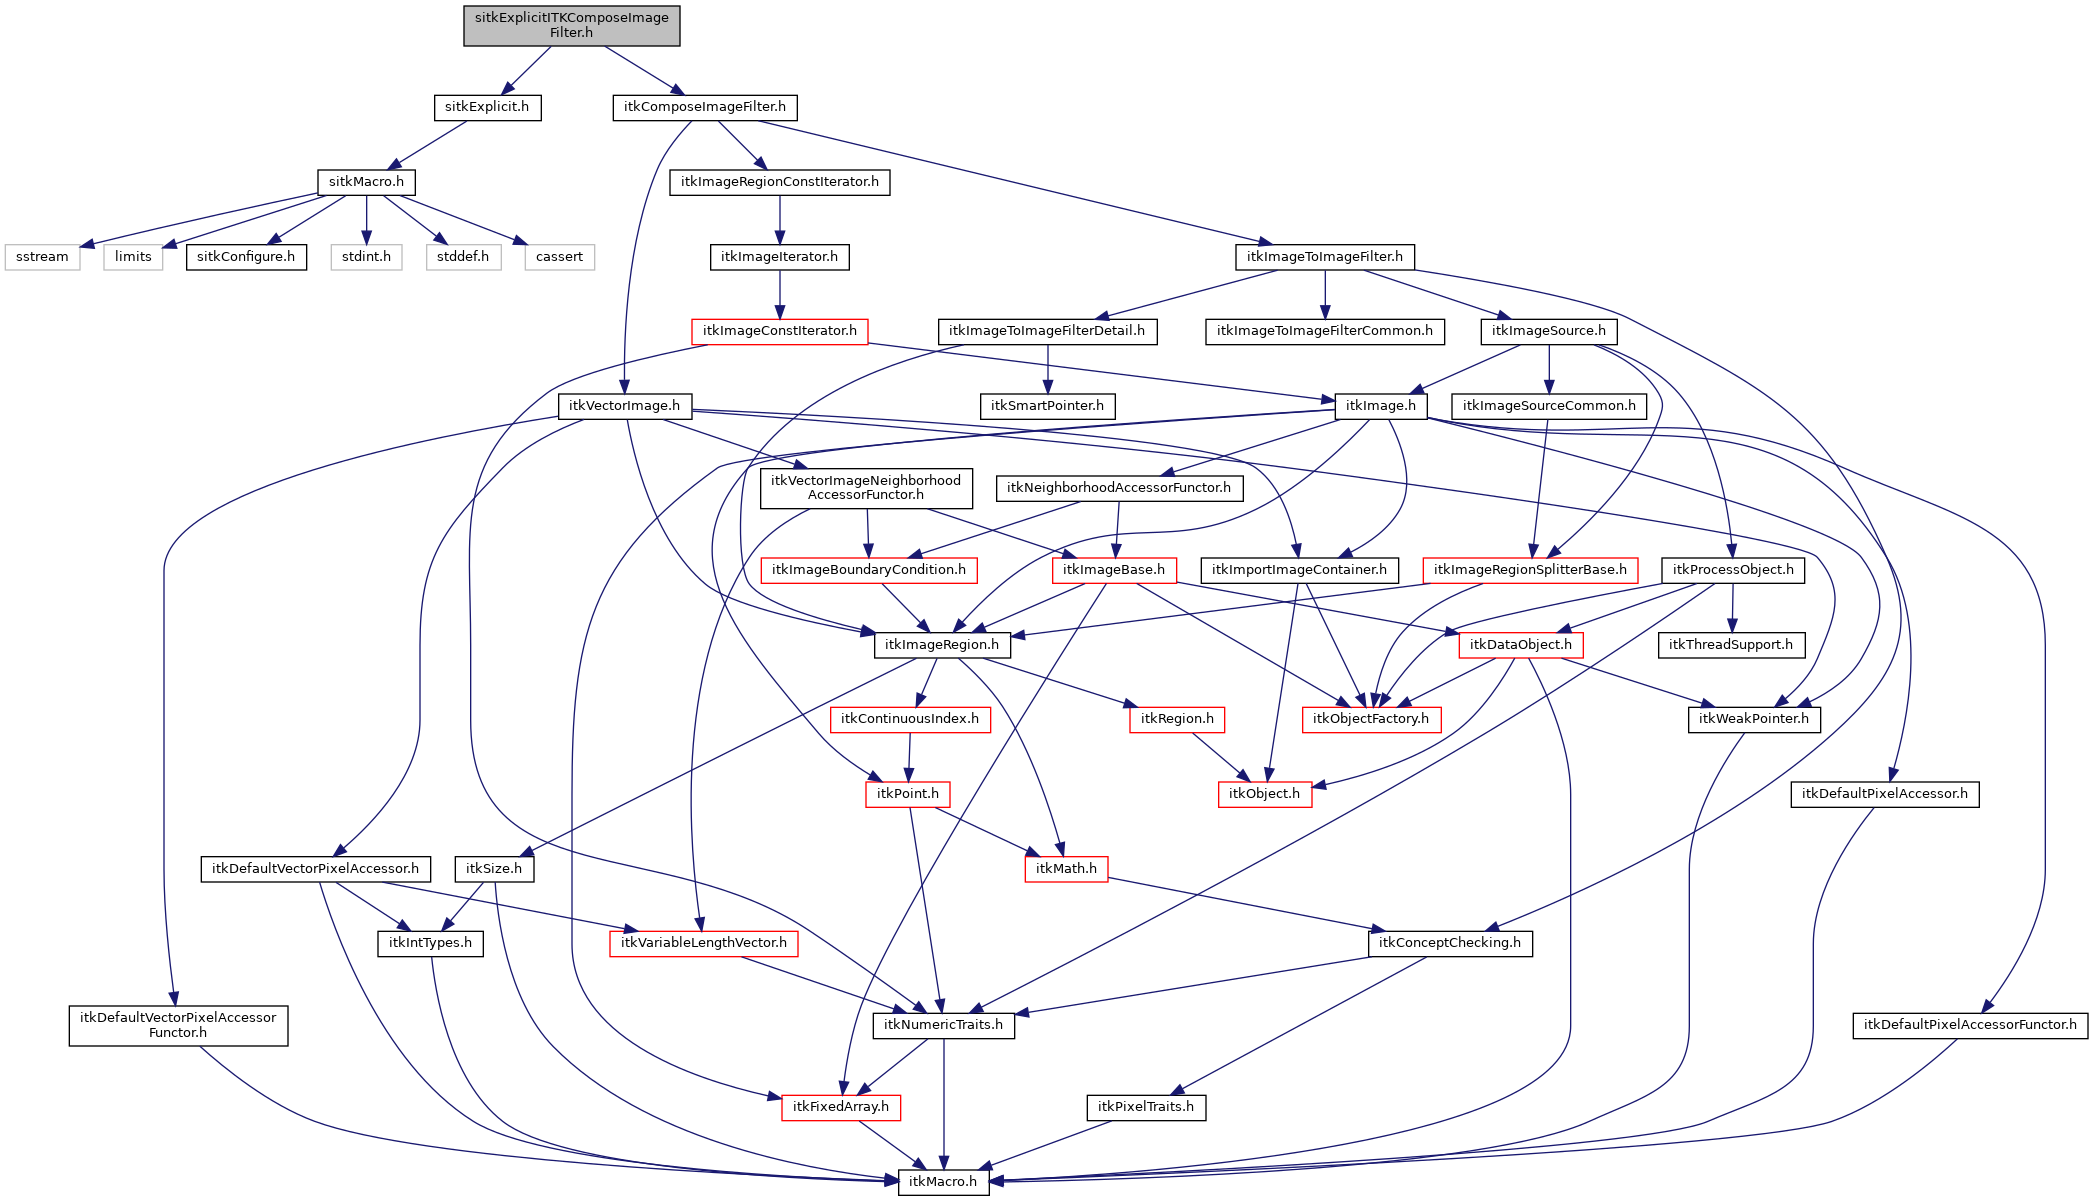 sitkExplicitITKComposeImage
Filter.h
sitkExplicit.h
itkComposeImageFilter.h
sitkMacro.h
itkImageRegionConstIterator.h
sstream
limits
sitkConfigure.h
stdint.h
stddef.h
cassert
itkImageIterator.h
itkImageToImageFilter.h
itkImageConstIterator.h
itkImageToImageFilterDetail.h
itkImageToImageFilterCommon.h
itkImageSource.h
itkVectorImage.h
itkSmartPointer.h
itkImage.h
itkImageSourceCommon.h
itkVectorImageNeighborhood
AccessorFunctor.h
itkNeighborhoodAccessorFunctor.h
itkImageBoundaryCondition.h
itkImageBase.h
itkImportImageContainer.h
itkImageRegionSplitterBase.h
itkProcessObject.h
itkImageRegion.h
itkDataObject.h
itkThreadSupport.h
itkContinuousIndex.h
itkRegion.h
itkObjectFactory.h
itkWeakPointer.h
itkPoint.h
itkObject.h
itkDefaultPixelAccessor.h
itkDefaultVectorPixelAccessor.h
itkSize.h
itkMath.h
itkIntTypes.h
itkVariableLengthVector.h
itkConceptChecking.h
itkDefaultVectorPixelAccessor
Functor.h
itkNumericTraits.h
itkDefaultPixelAccessorFunctor.h
itkFixedArray.h
itkPixelTraits.h
itkMacro.h